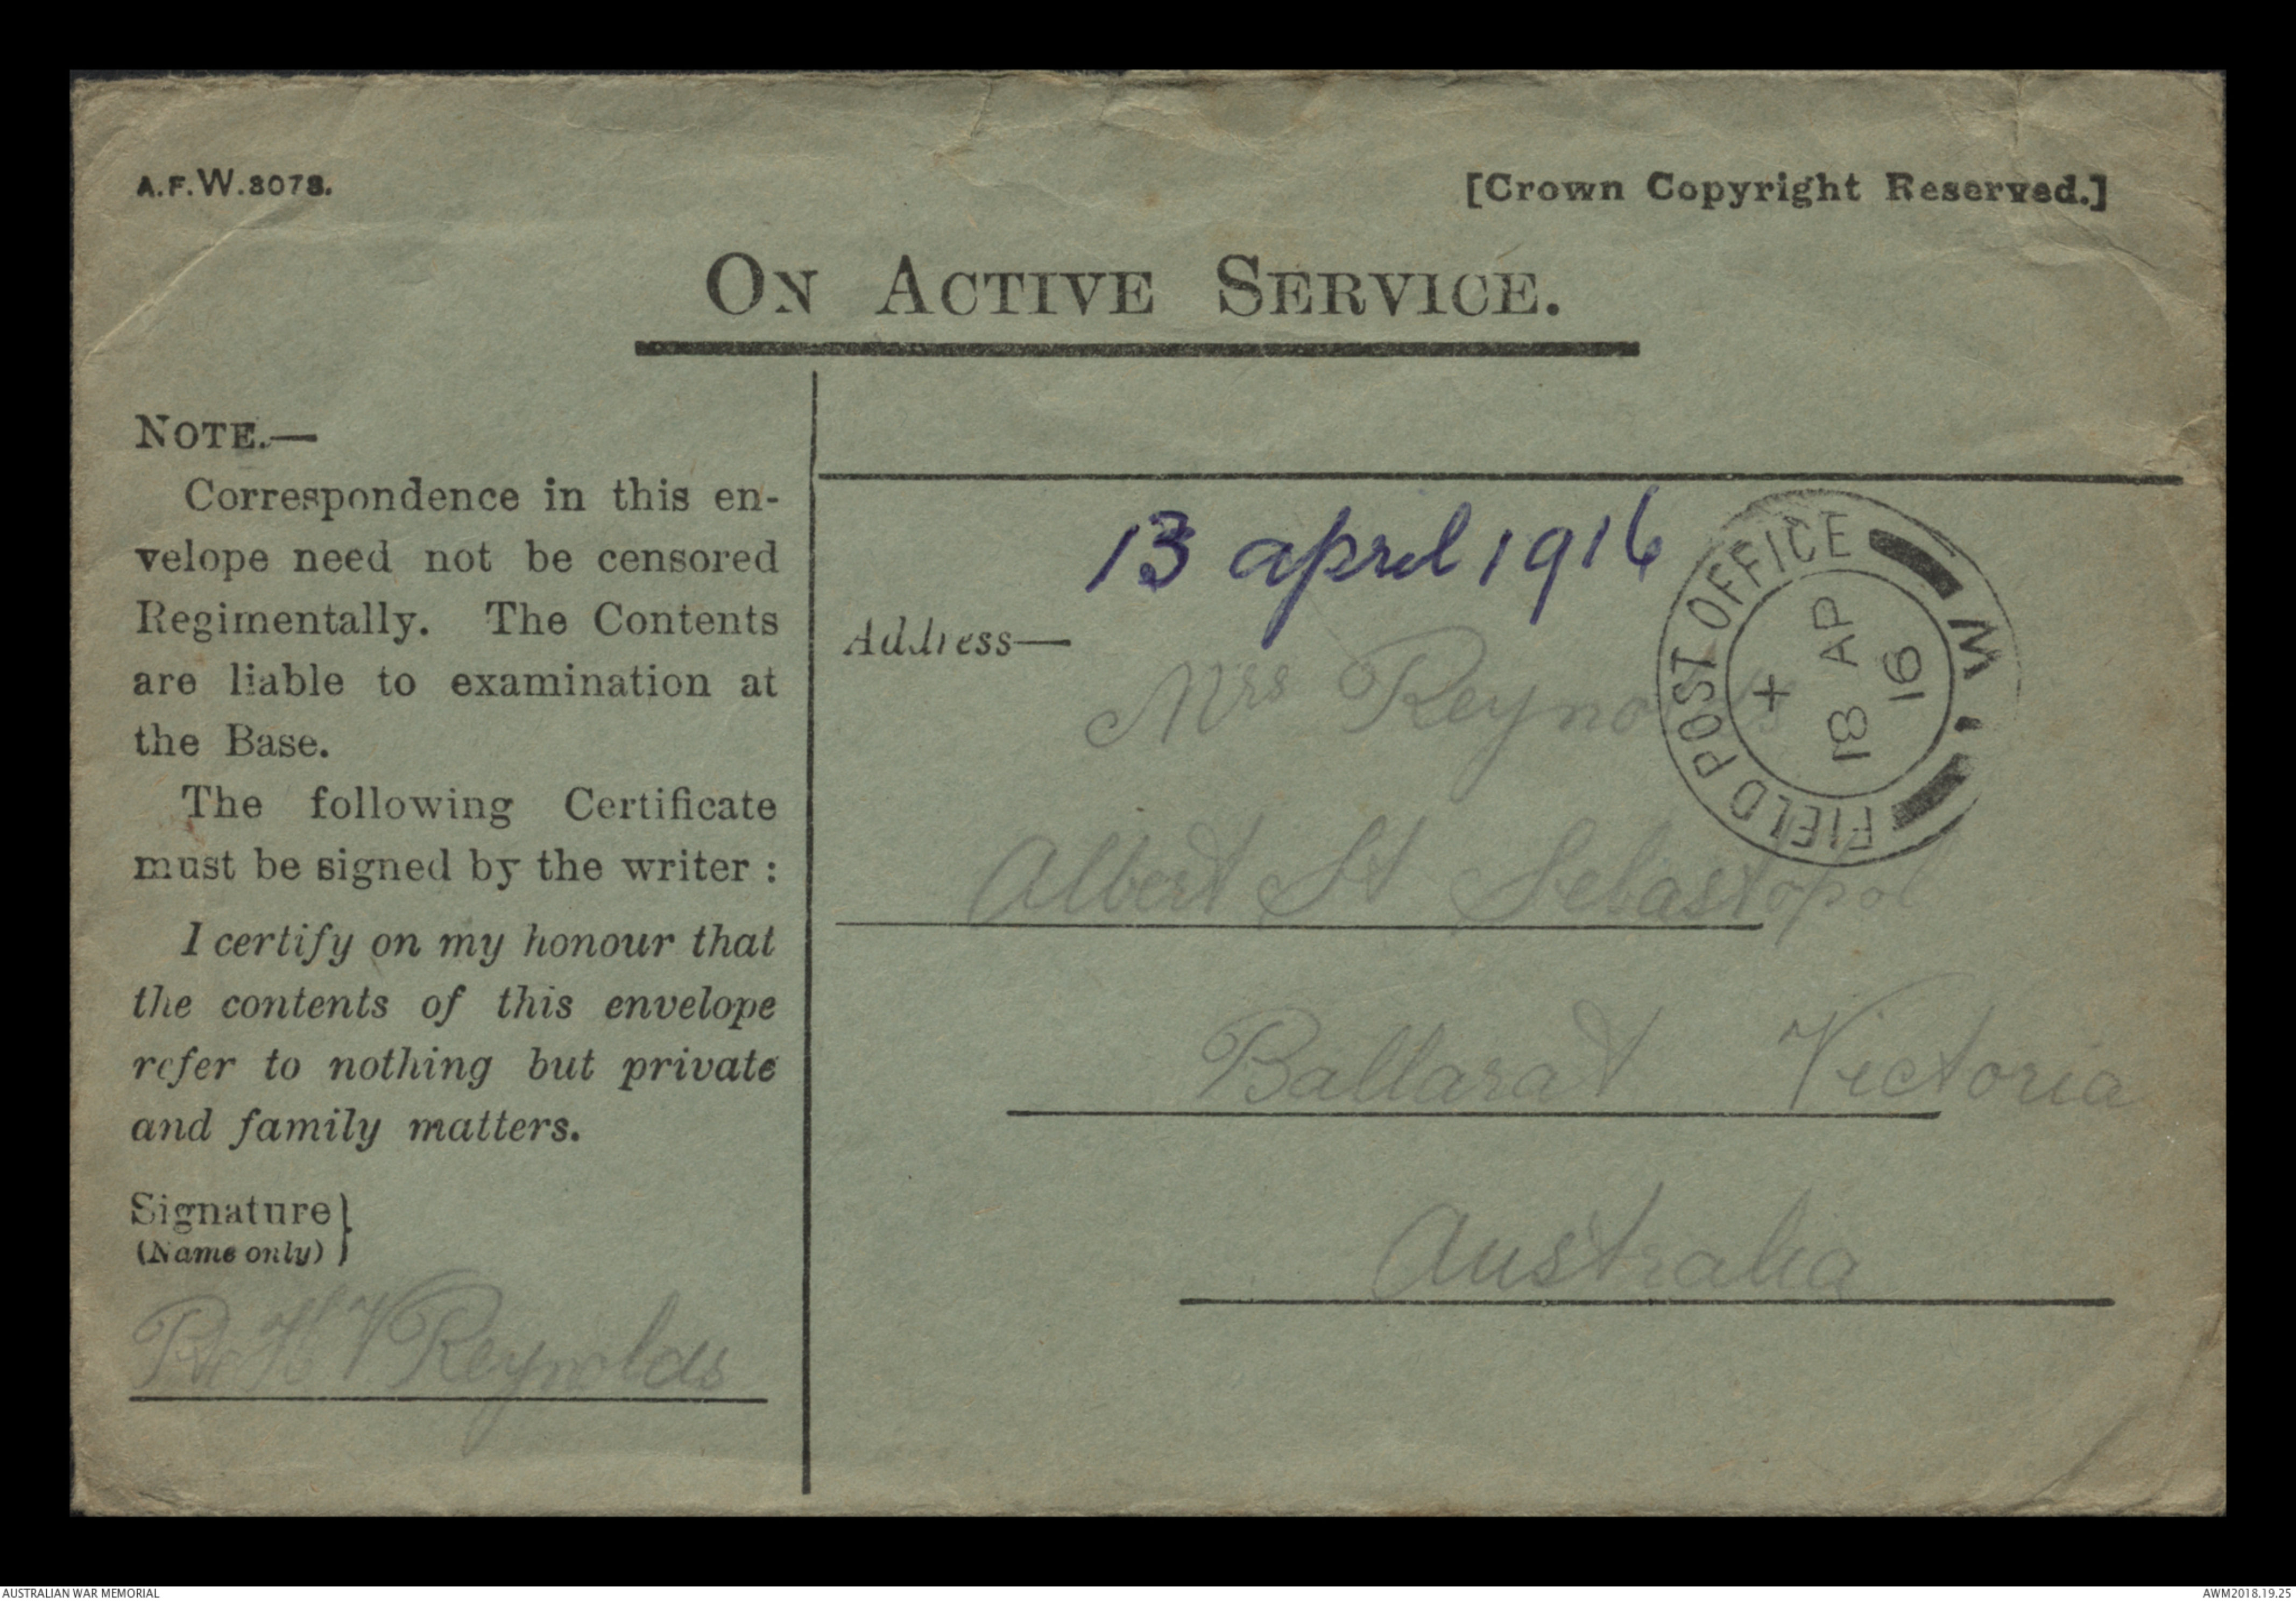 A.F.W.3078.
[Crown Copyright Reserved.]
ON ACTIVE SERVICE.
NOTE.—
Correspondence in this en-
velope need not be censored
Regimentally. The Contents
are liable to examination at
the Base.
The following Certificate
must be signed by the writer :
I certify on my honour that
the contents of this envelope
refer to nothing but private
and family matters.
Signature
(Name only)
H V Reynolds
13 april 1916
Address—
Mrs Reynolds
Albert St Sebastopol
Ballarat Victoria
Australia
FIELD POST OFFICE
W.
+
13 AP
16
AUSTRALIAN WAR MEMORIAL
AWM2018.19.25